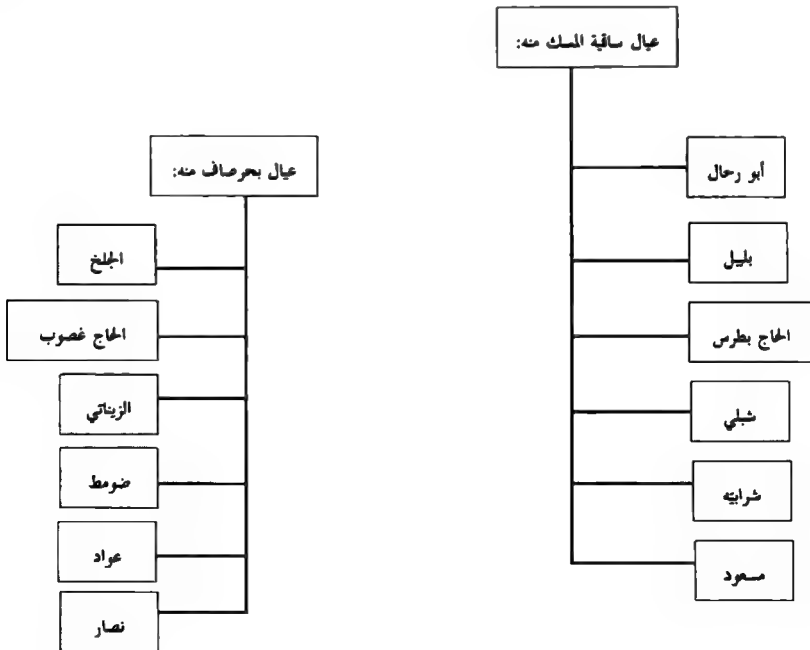 عيال ساقية المسك منه:
أبو رحال
بليل
الحاج بطرس
شبلي
شرابيّه
مسعود
عيال بحرصاف منه:
الجلخ
الحاج غصوب
الزيناتي
ضومط
عواد
نصار